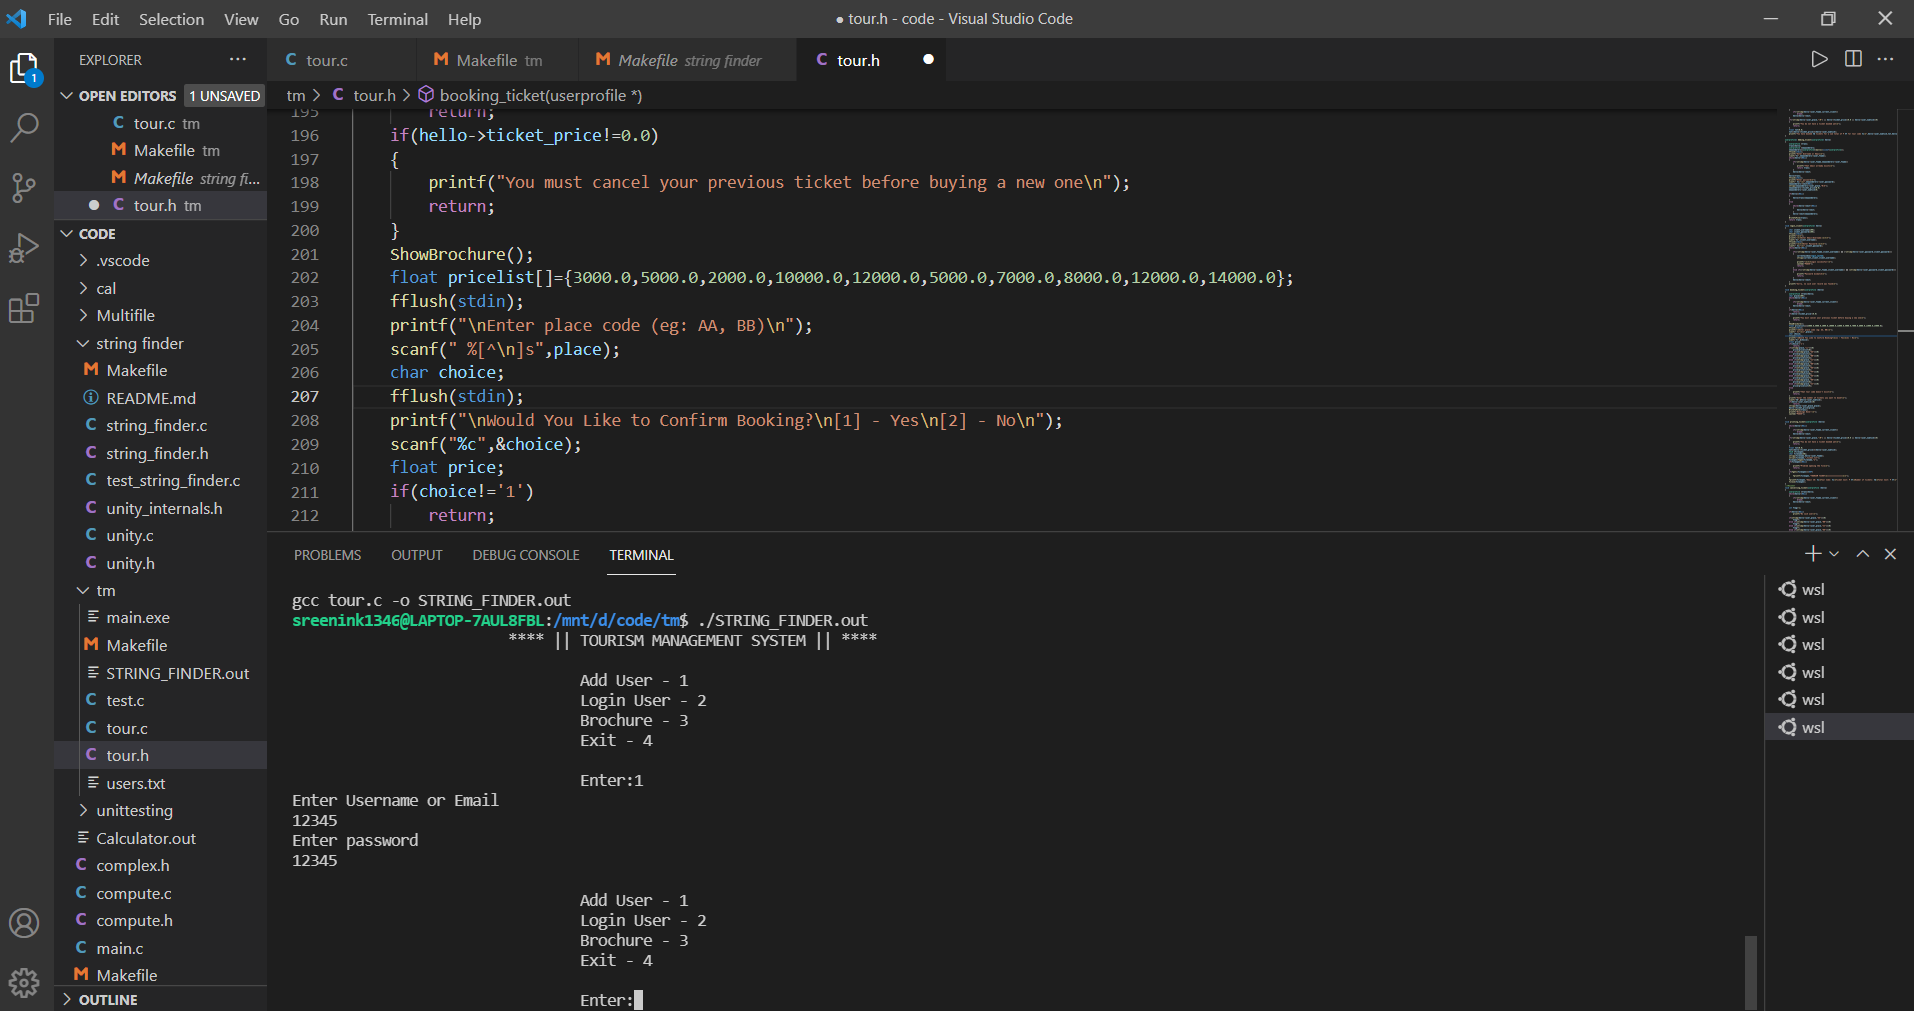 File Edit Selection View Go Run Terminal Help
● tour.h - code - Visual Studio Code
EXPLORER ...
OPEN EDITORS 1 UNSAVED
C tour.c tm
M Makefile tm
M Makefile string fi...
● C tour.h tm
CODE
.vscode
cal
Multifile
string finder
M Makefile
README.md
C string_finder.c
C string_finder.h
C test_string_finder.c
C unity_internals.h
C unity.c
C unity.h
tm
main.exe
M Makefile
STRING_FINDER.out
C test.c
C tour.c
C tour.h
users.txt
unittesting
Calculator.out
C complex.h
C compute.c
C compute.h
C main.c
M Makefile
OUTLINE
1
C tour.c
M Makefile tm
M Makefile string finder
C tour.h ●
tm > C tour.h > booking_ticket(userprofile *)
195 return;
196 if(hello->ticket_price!=0.0)
197 {
198 printf("You must cancel your previous ticket before buying a new one\n");
199 return;
200 }
201 ShowBrochure();
202 float pricelist[]={3000.0,5000.0,2000.0,10000.0,12000.0,5000.0,7000.0,8000.0,12000.0,14000.0};
203 fflush(stdin);
204 printf("\nEnter place code (eg: AA, BB)\n");
205 scanf(" %[^\n]s",place);
206 char choice;
207 fflush(stdin);
208 printf("\nWould You Like to Confirm Booking?\n[1] - Yes\n[2] - No\n");
209 scanf("%c",&choice);
210 float price;
211 if(choice!='1')
212 return;
PROBLEMS OUTPUT DEBUG CONSOLE TERMINAL
gcc tour.c -o STRING_FINDER.out
sreenink1346@LAPTOP-7AUL8FBL:/mnt/d/code/tm$ ./STRING_FINDER.out
**** || TOURISM MANAGEMENT SYSTEM || ****
Add User - 1
Login User - 2
Brochure - 3
Exit - 4
Enter:1
Enter Username or Email
12345
Enter password
12345
Add User - 1
Login User - 2
Brochure - 3
Exit - 4
Enter:
wsl
wsl
wsl
wsl
wsl
wsl